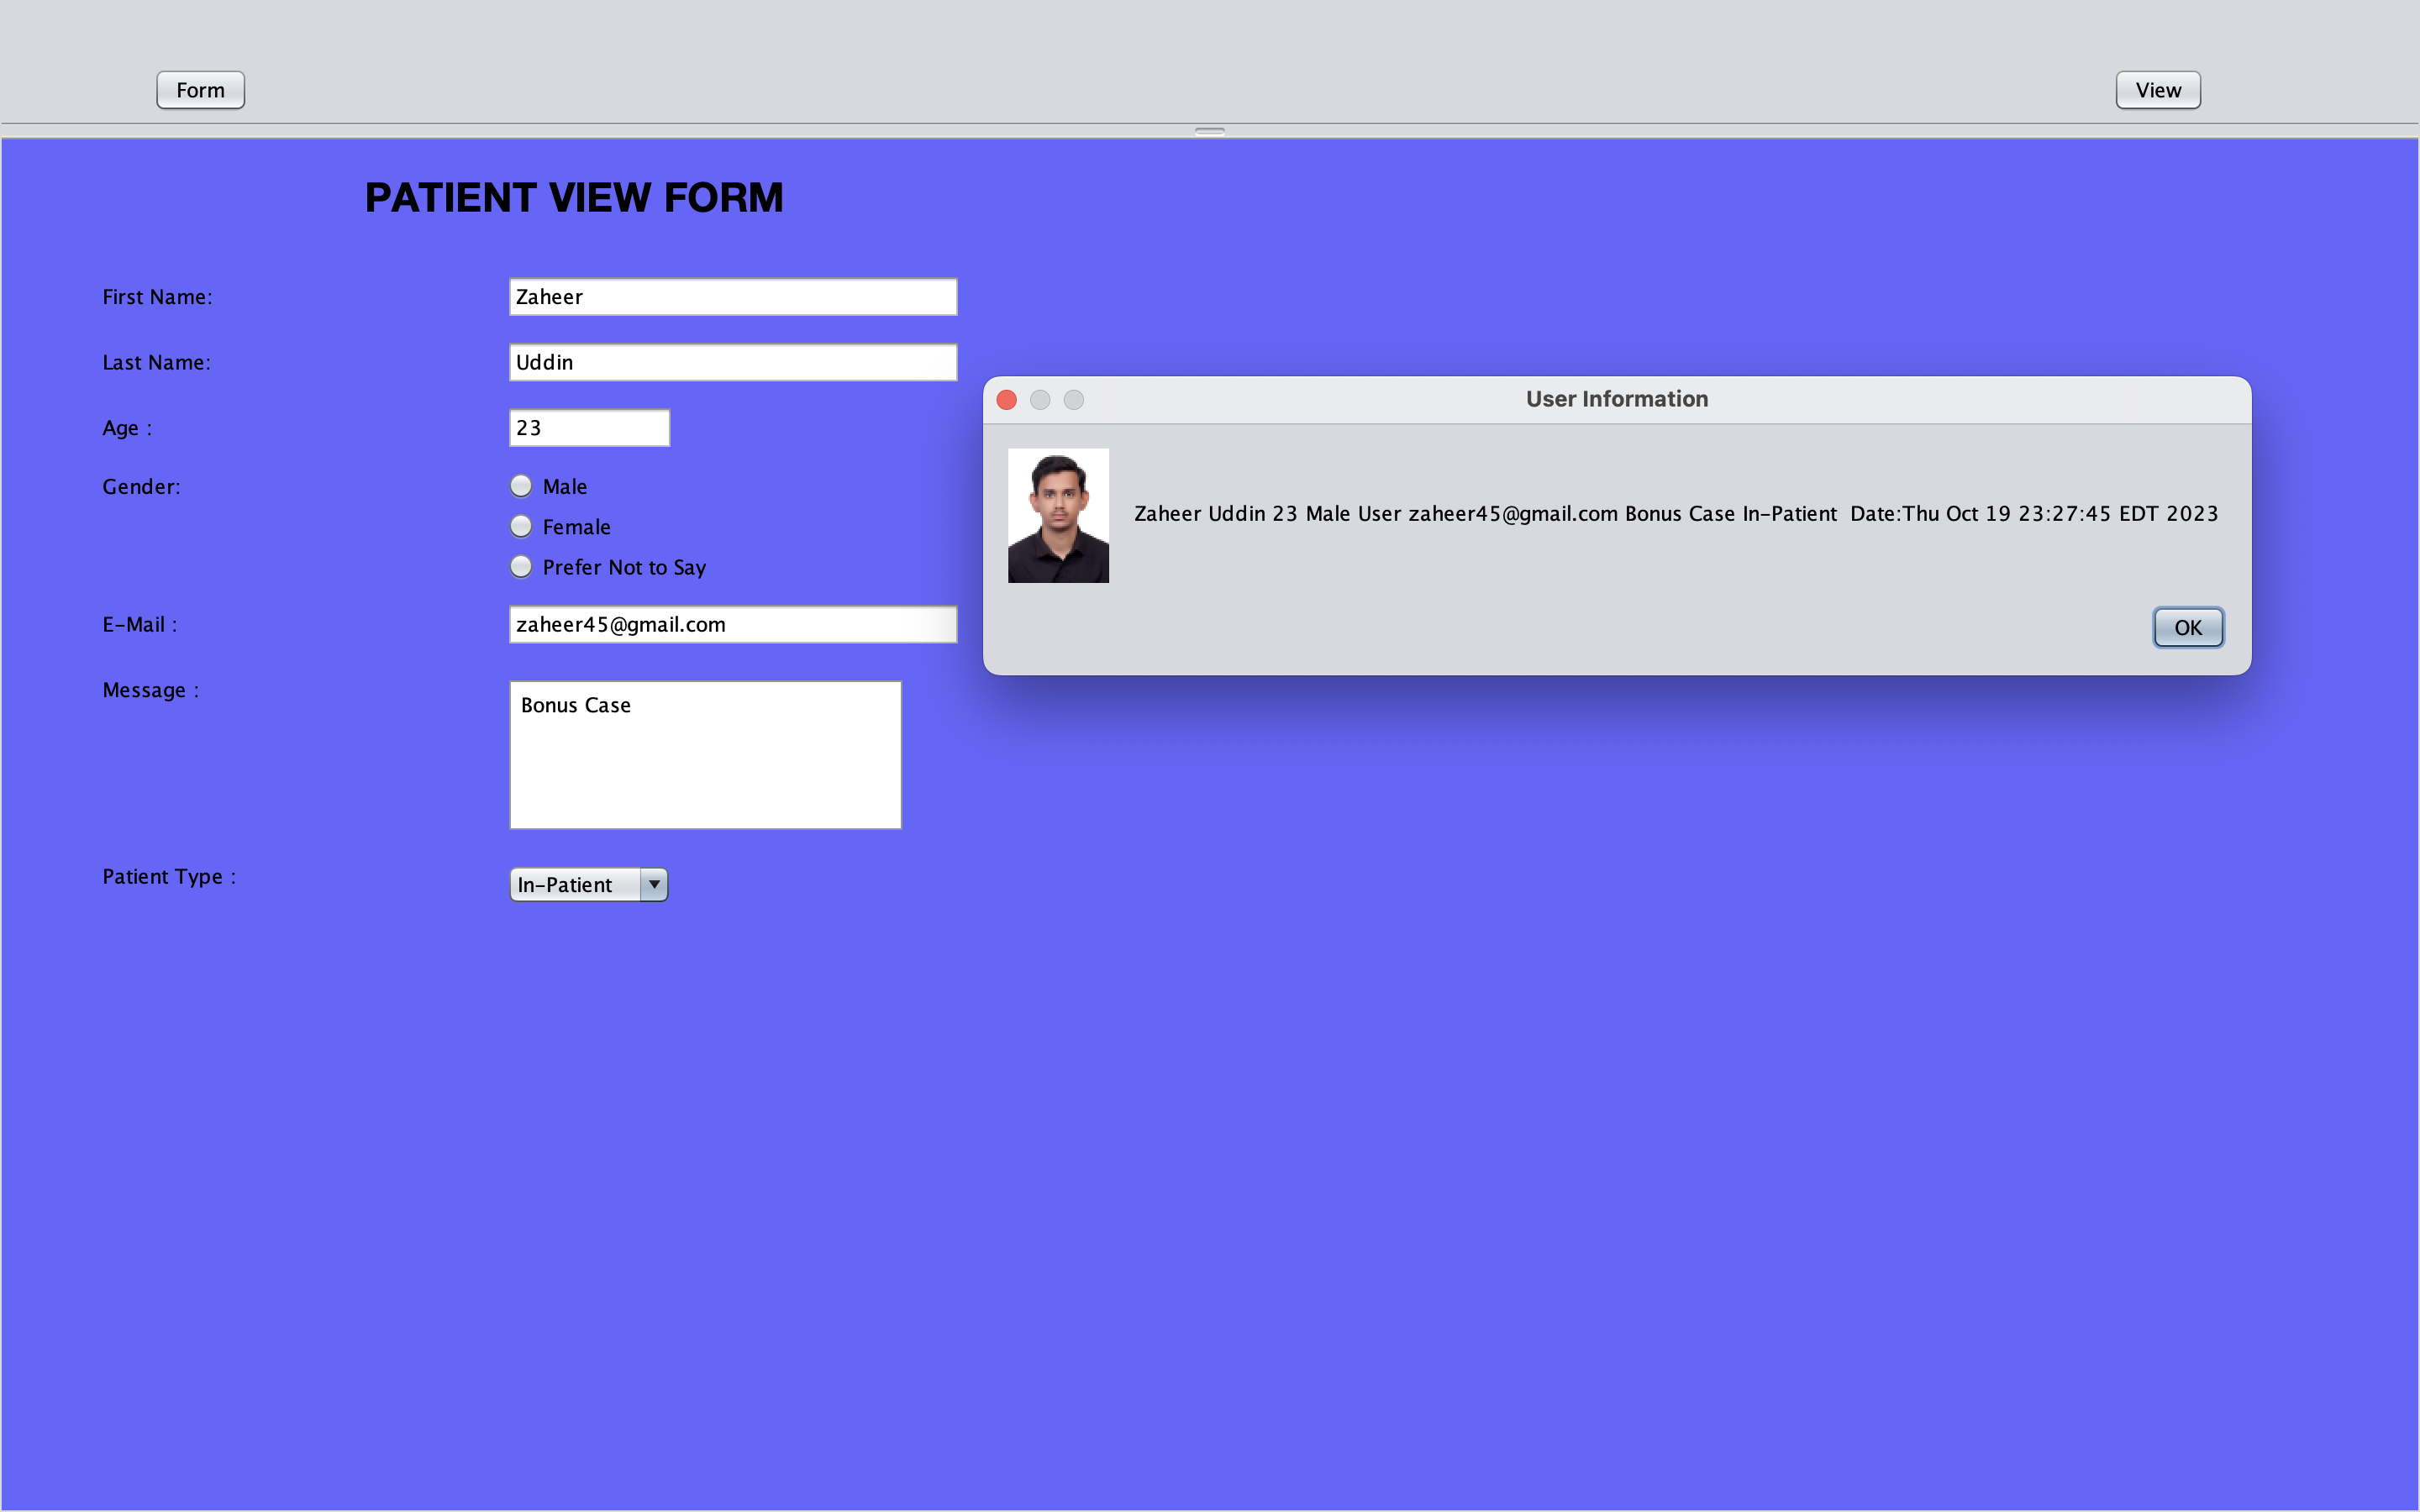 Form
View
PATIENT VIEW FORM
First Name:
Zaheer
Last Name:
Uddin
Age :
23
Gender:
Male
Female
Prefer Not to Say
E-Mail :
zaheer45@gmail.com
Message :
Bonus Case
Patient Type :
In-Patient
User Information
Zaheer Uddin 23 Male User zaheer45@gmail.com Bonus Case In-Patient  Date:Thu Oct 19 23:27:45 EDT 2023
OK